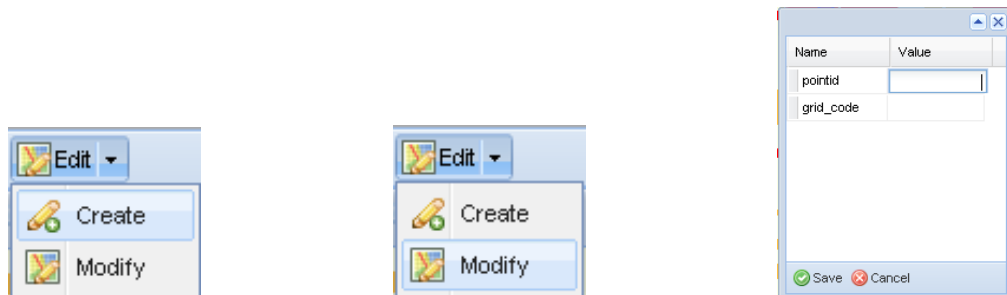 Edit
Create
Modify
Edit
Create
Modify
Name Value
pointid
grid_code
Save Cancel